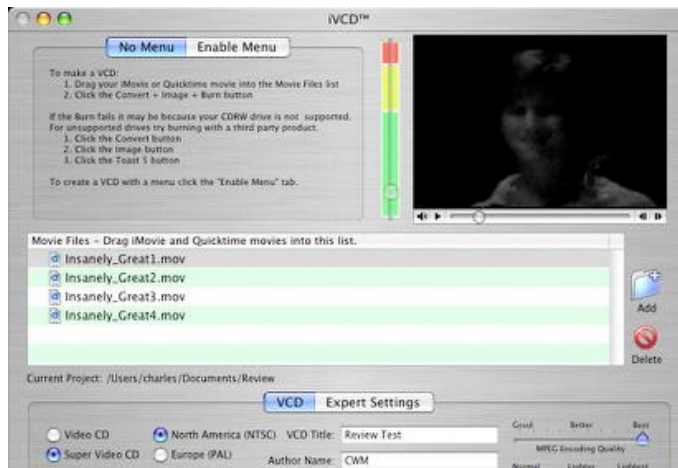 iVCD™
No Menu Enable Menu
To make a VCD:
1. Drag your iMovie or Quicktime movie into the Movie Files list
2. Click the Convert + Image + Burn button
If the Burn fails it may be because your CDRW drive is not supported.
For unsupported drives try burning with a third party product.
1. Click the Convert button
2. Click the Image button
3. Click the Toast 5 button
To create a VCD with a menu click the "Enable Menu" tab.
Movie Files - Drag iMovie and Quicktime movies into this list.
Insanely_Great1.mov
Insanely_Great2.mov
Insanely_Great3.mov
Insanely_Great4.mov
Add
Delete
Current Project: /Users/charles/Documents/Review
VCD Expert Settings
Video CD North America (NTSC) VCD Title: Review Test
Good Better Best
MPEG Encoding Quality
Super Video CD Europe (PAL) Author Name: CWM
Normal Lighter Lightest